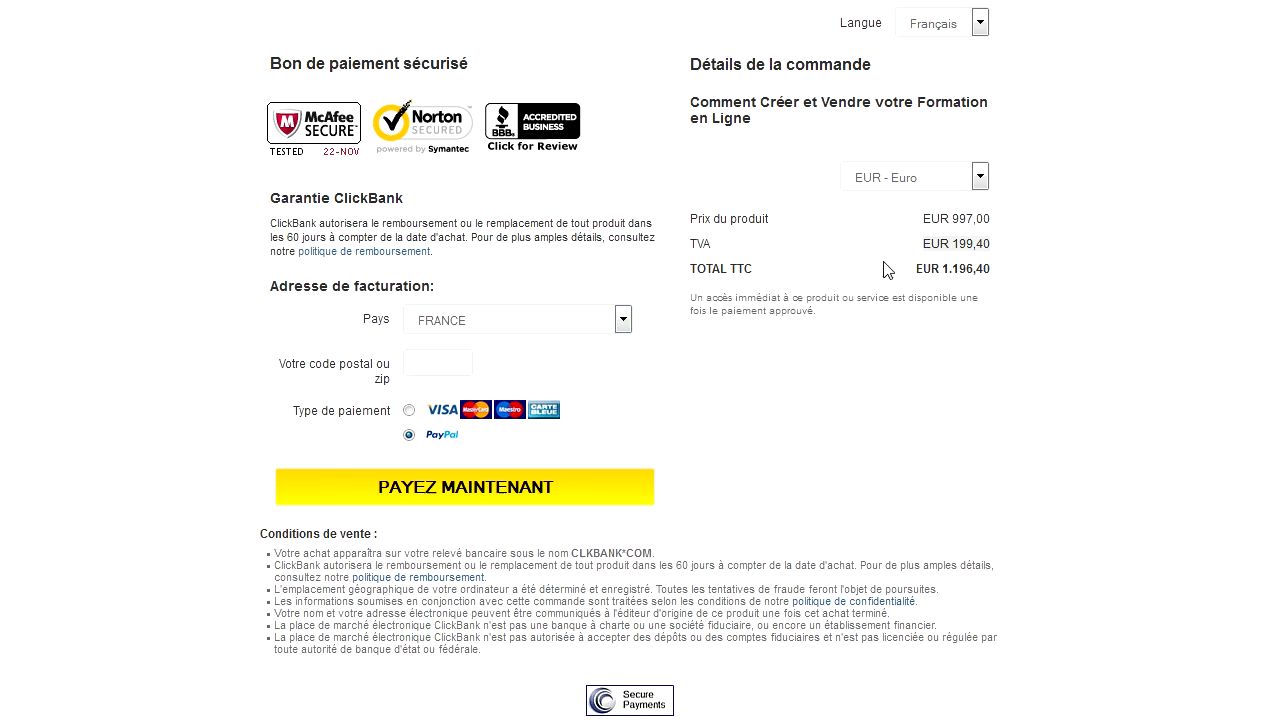 Langue Français
Bon de paiement sécurisé
McAfee
SECURE™
TESTED 22-NOV
Norton™
SECURED
powered by Symantec
BBB.
ACCREDITED
BUSINESS
Click for Review
Garantie ClickBank
ClickBank autorisera le remboursement ou le remplacement de tout produit dans
les 60 jours à compter de la date d'achat. Pour de plus amples détails, consultez
notre politique de remboursement.
Adresse de facturation:
Pays FRANCE
Votre code postal ou
zip
Type de paiement VISA MasterCard Maestro CARTE BLEUE
PayPal
PAYEZ MAINTENANT
Détails de la commande
Comment Créer et Vendre votre Formation
en Ligne
EUR - Euro
Prix du produit EUR 997,00
TVA EUR 199,40
TOTAL TTC EUR 1.196,40
Un accès immédiat à ce produit ou service est disponible une
fois le paiement approuvé.
Conditions de vente :
Votre achat apparaîtra sur votre relevé bancaire sous le nom CLKBANK*COM.
ClickBank autorisera le remboursement ou le remplacement de tout produit dans les 60 jours à compter de la date d'achat. Pour de plus amples détails,
consultez notre politique de remboursement.
L'emplacement géographique de votre ordinateur a été déterminé et enregistré. Toutes les tentatives de fraude feront l'objet de poursuites.
Les informations soumises en conjonction avec cette commande sont traitées selon les conditions de notre politique de confidentialité.
Votre nom et votre adresse électronique peuvent être communiqués à l'éditeur d'origine de ce produit une fois cet achat terminé.
La place de marché électronique ClickBank n'est pas une banque à charte ou une société fiduciaire, ou encore un établissement financier.
La place de marché électronique ClickBank n'est pas autorisée à accepter des dépôts ou des comptes fiduciaires et n'est pas licenciée ou régulée par
toute autorité de banque d'état ou fédérale.
Secure
Payments